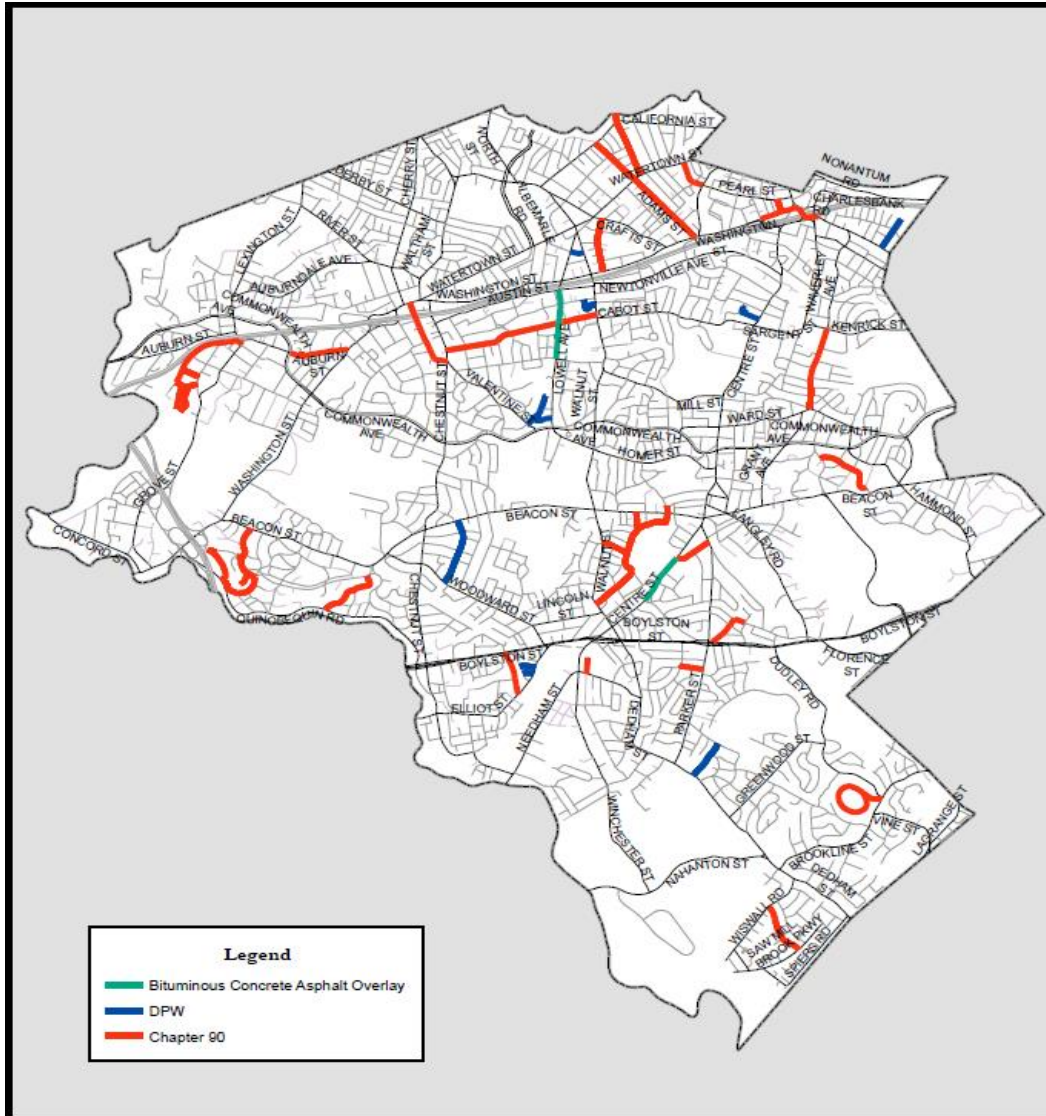 CALIFORNIA ST
NORTH
ST
WATERTOWN ST
NONANTUM
RD
CHERRY ST
DERBY ST
ALBEMARLE
RD
PEARL ST
CHARLESBANK
RD
ADAMS ST
LEXINGTON ST
RIVER ST
WALTHAM
ST
CRAFTS ST
WASHINGTON
ST
WATERTOWN ST
AUBURNDALE AVE
WASHINGTON ST
AUSTIN ST
NEWTONVILLE AVE
WAVERLEY
AVE
COMMONWEALTH
AVE
CABOT ST
SARGENT
ST
KENRICK ST
AUBURN ST
AUBURN
ST
LOWELL AVE
CENTRE ST
CHESTNUT ST
VALENTINE ST
WALNUT
ST
MILL ST
WARD ST
COMMONWEALTH
AVE
COMMONWEALTH
AVE
COMMONWEALTH
AVE
HOMER ST
GRANT
AVE
WASHINGTON ST
GROVE ST
BEACON
ST
HAMMOND ST
BEACON ST
BEACON ST
LANGLEY RD
CONCORD ST
WALNUT ST
WOODWARD ST
CHESTNUT ST
LINCOLN
ST
CENTRE ST
QUINOBEQUIN RD
BOYLSTON
ST
BOYLSTON ST
BOYLSTON ST
FLORENCE
ST
DUDLEY RD
ELLIOT ST
NEEDHAM ST
DEDHAM
ST
PARKER ST
GREENWOOD ST
WINCHESTER ST
VINE ST
LAGRANGE ST
BROOKLINE ST
NAHANTON ST
DEDHAM
ST
WISWALL RD
SAW MILL
BROOK PKWY
SPIERS RD
Legend
Bituminous Concrete Asphalt Overlay
DPW
Chapter 90